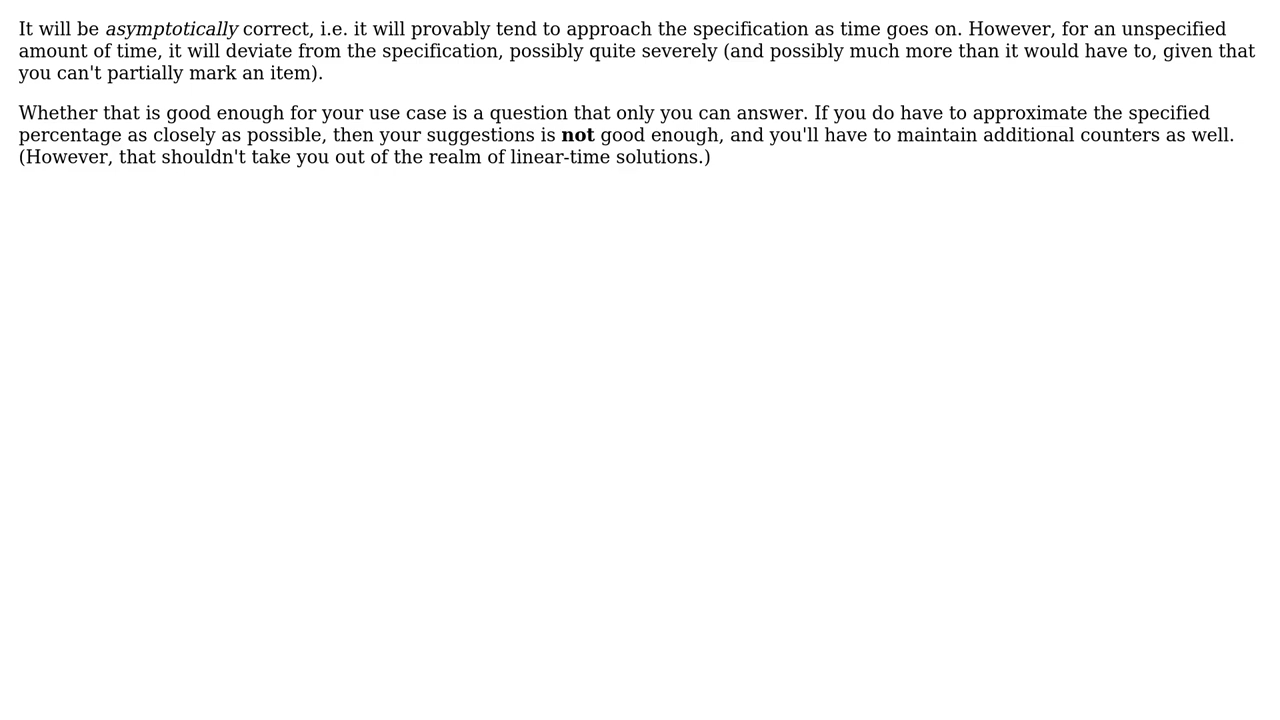 It will be asymptotically correct, i.e. it will provably tend to approach the specification as time goes on. However, for an unspecified
amount of time, it will deviate from the specification, possibly quite severely (and possibly much more than it would have to, given that
you can't partially mark an item).
Whether that is good enough for your use case is a question that only you can answer. If you do have to approximate the specified
percentage as closely as possible, then your suggestions is not good enough, and you'll have to maintain additional counters as well.
(However, that shouldn't take you out of the realm of linear-time solutions.)